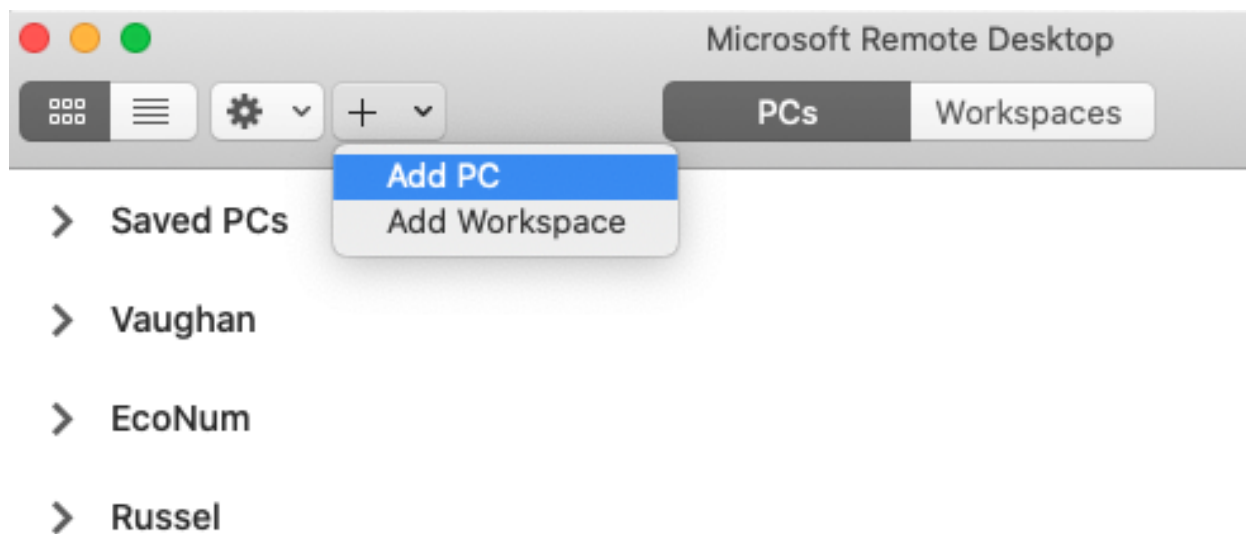 Microsoft Remote Desktop
PCs Workspaces
Add PC
Add Workspace
Saved PCs
Vaughan
EcoNum
Russel